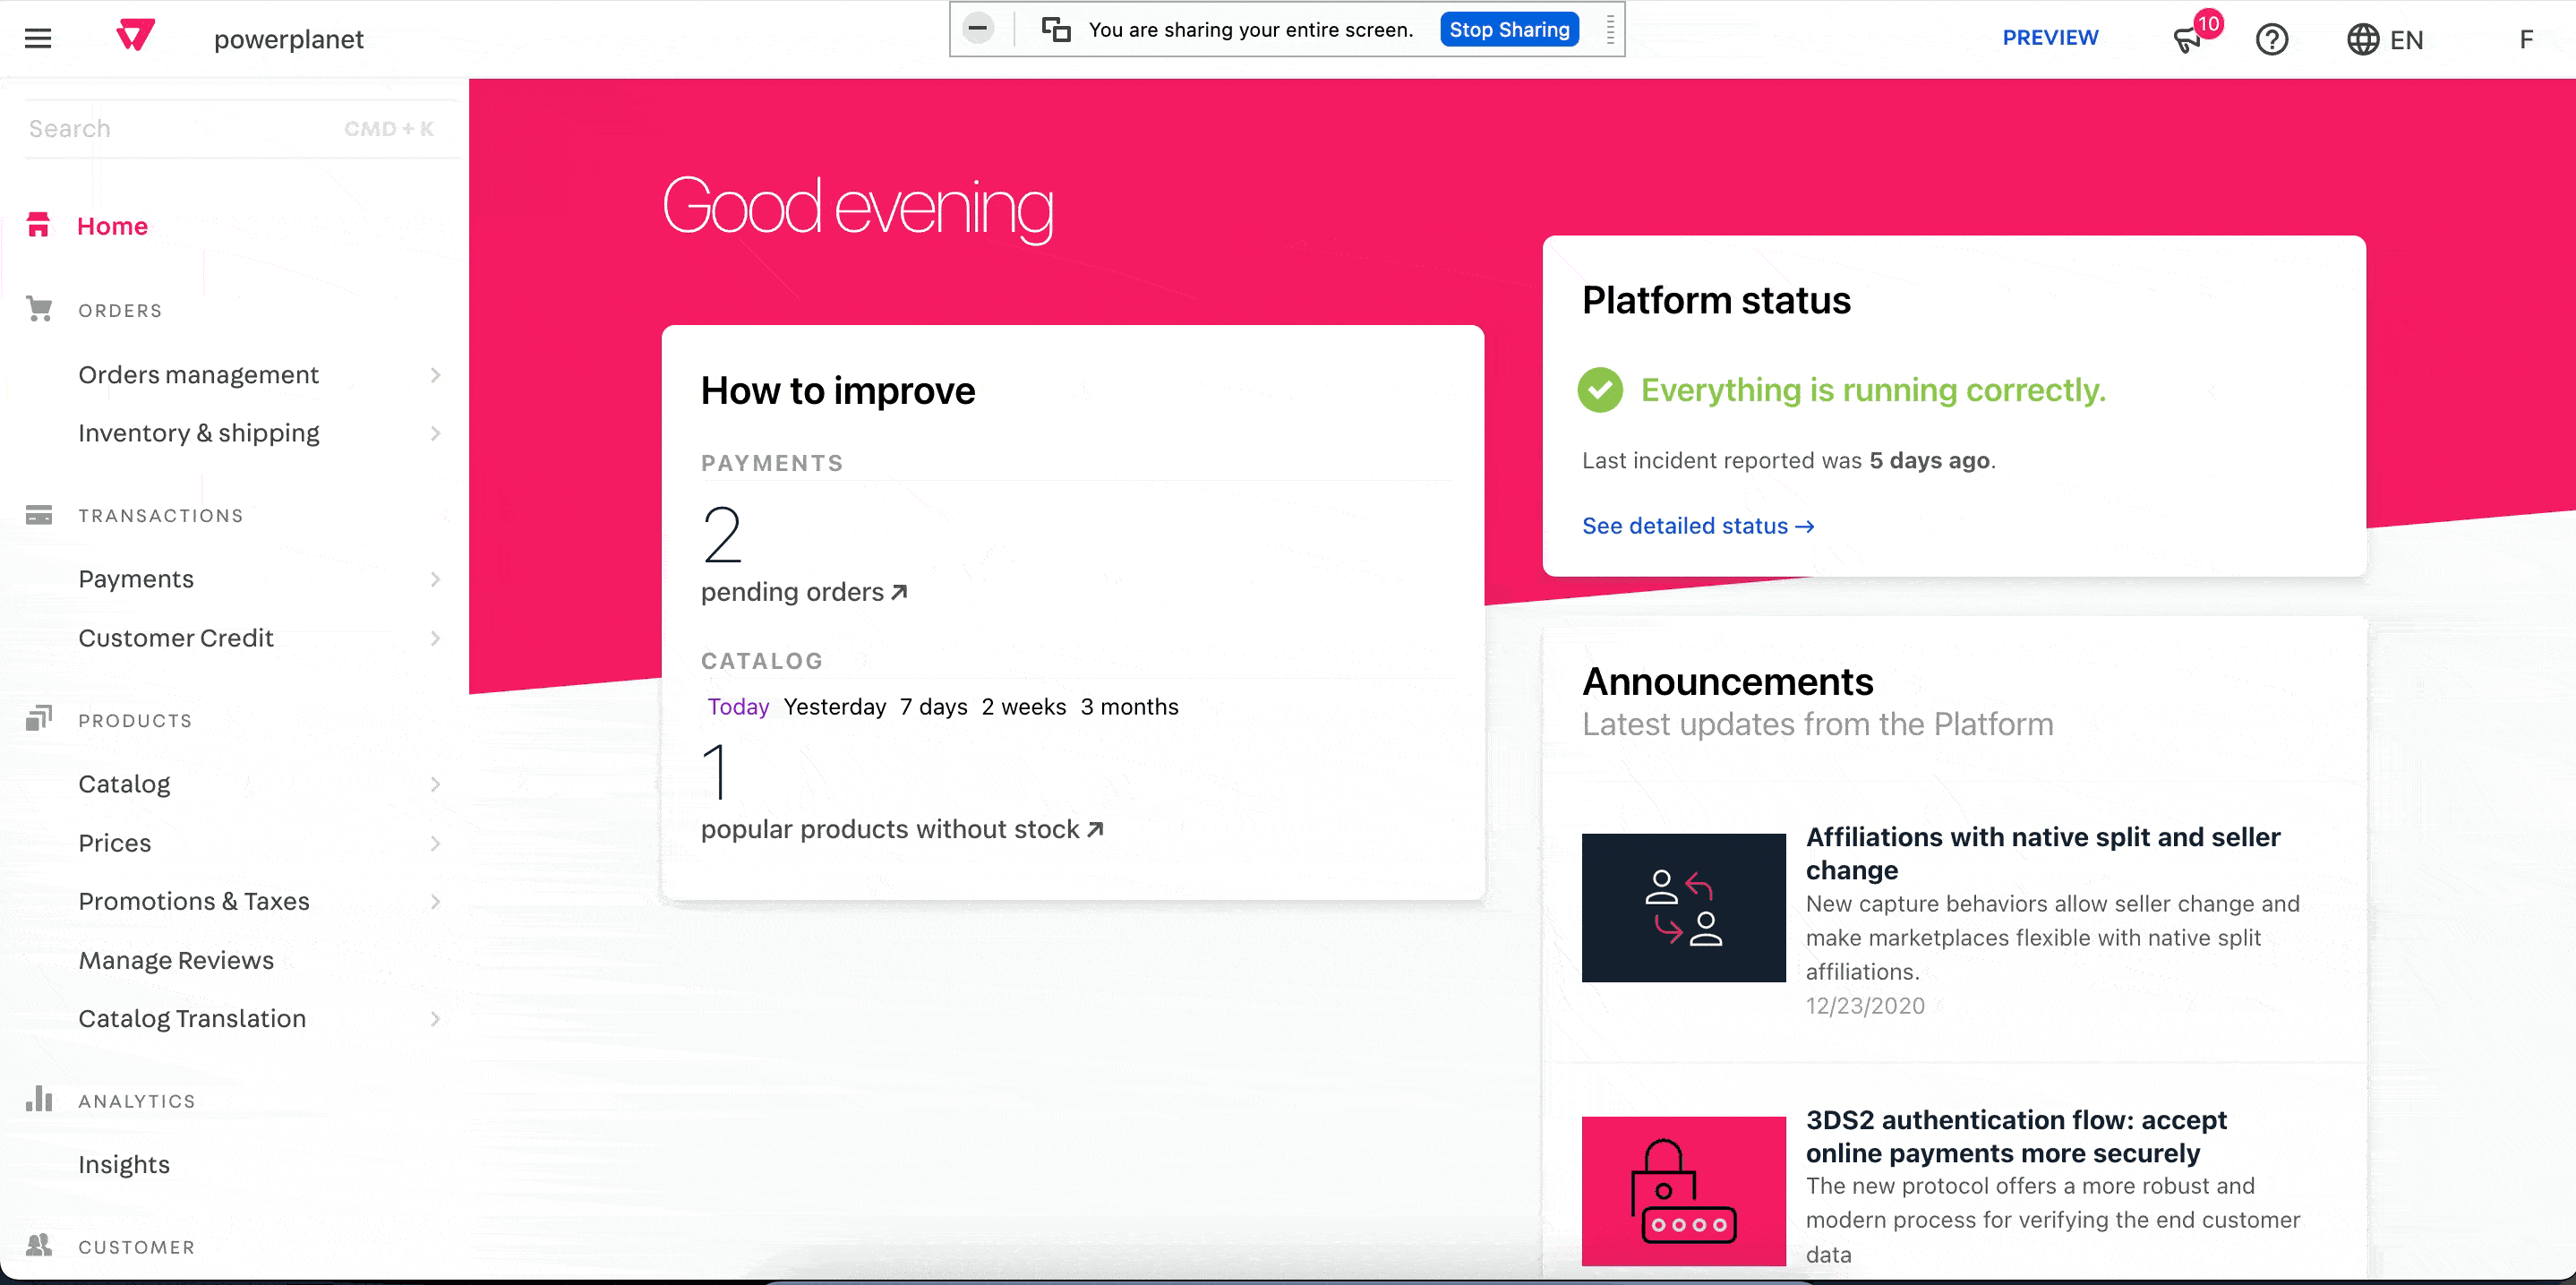 powerplanet
You are sharing your entire screen. Stop Sharing
PREVIEW
10
EN
F
Search CMD + K
Home
ORDERS
Orders management
Inventory & shipping
TRANSACTIONS
Payments
Customer Credit
PRODUCTS
Catalog
Prices
Promotions & Taxes
Manage Reviews
Catalog Translation
ANALYTICS
Insights
CUSTOMER
Good evening
How to improve
PAYMENTS
2
pending orders
CATALOG
Today Yesterday 7 days 2 weeks 3 months
1
popular products without stock
Platform status
Everything is running correctly.
Last incident reported was 5 days ago.
See detailed status →
Announcements
Latest updates from the Platform
Affiliations with native split and seller
change
New capture behaviors allow seller change and
make marketplaces flexible with native split
affiliations.
12/23/2020
3DS2 authentication flow: accept
online payments more securely
The new protocol offers a more robust and
modern process for verifying the end customer
data